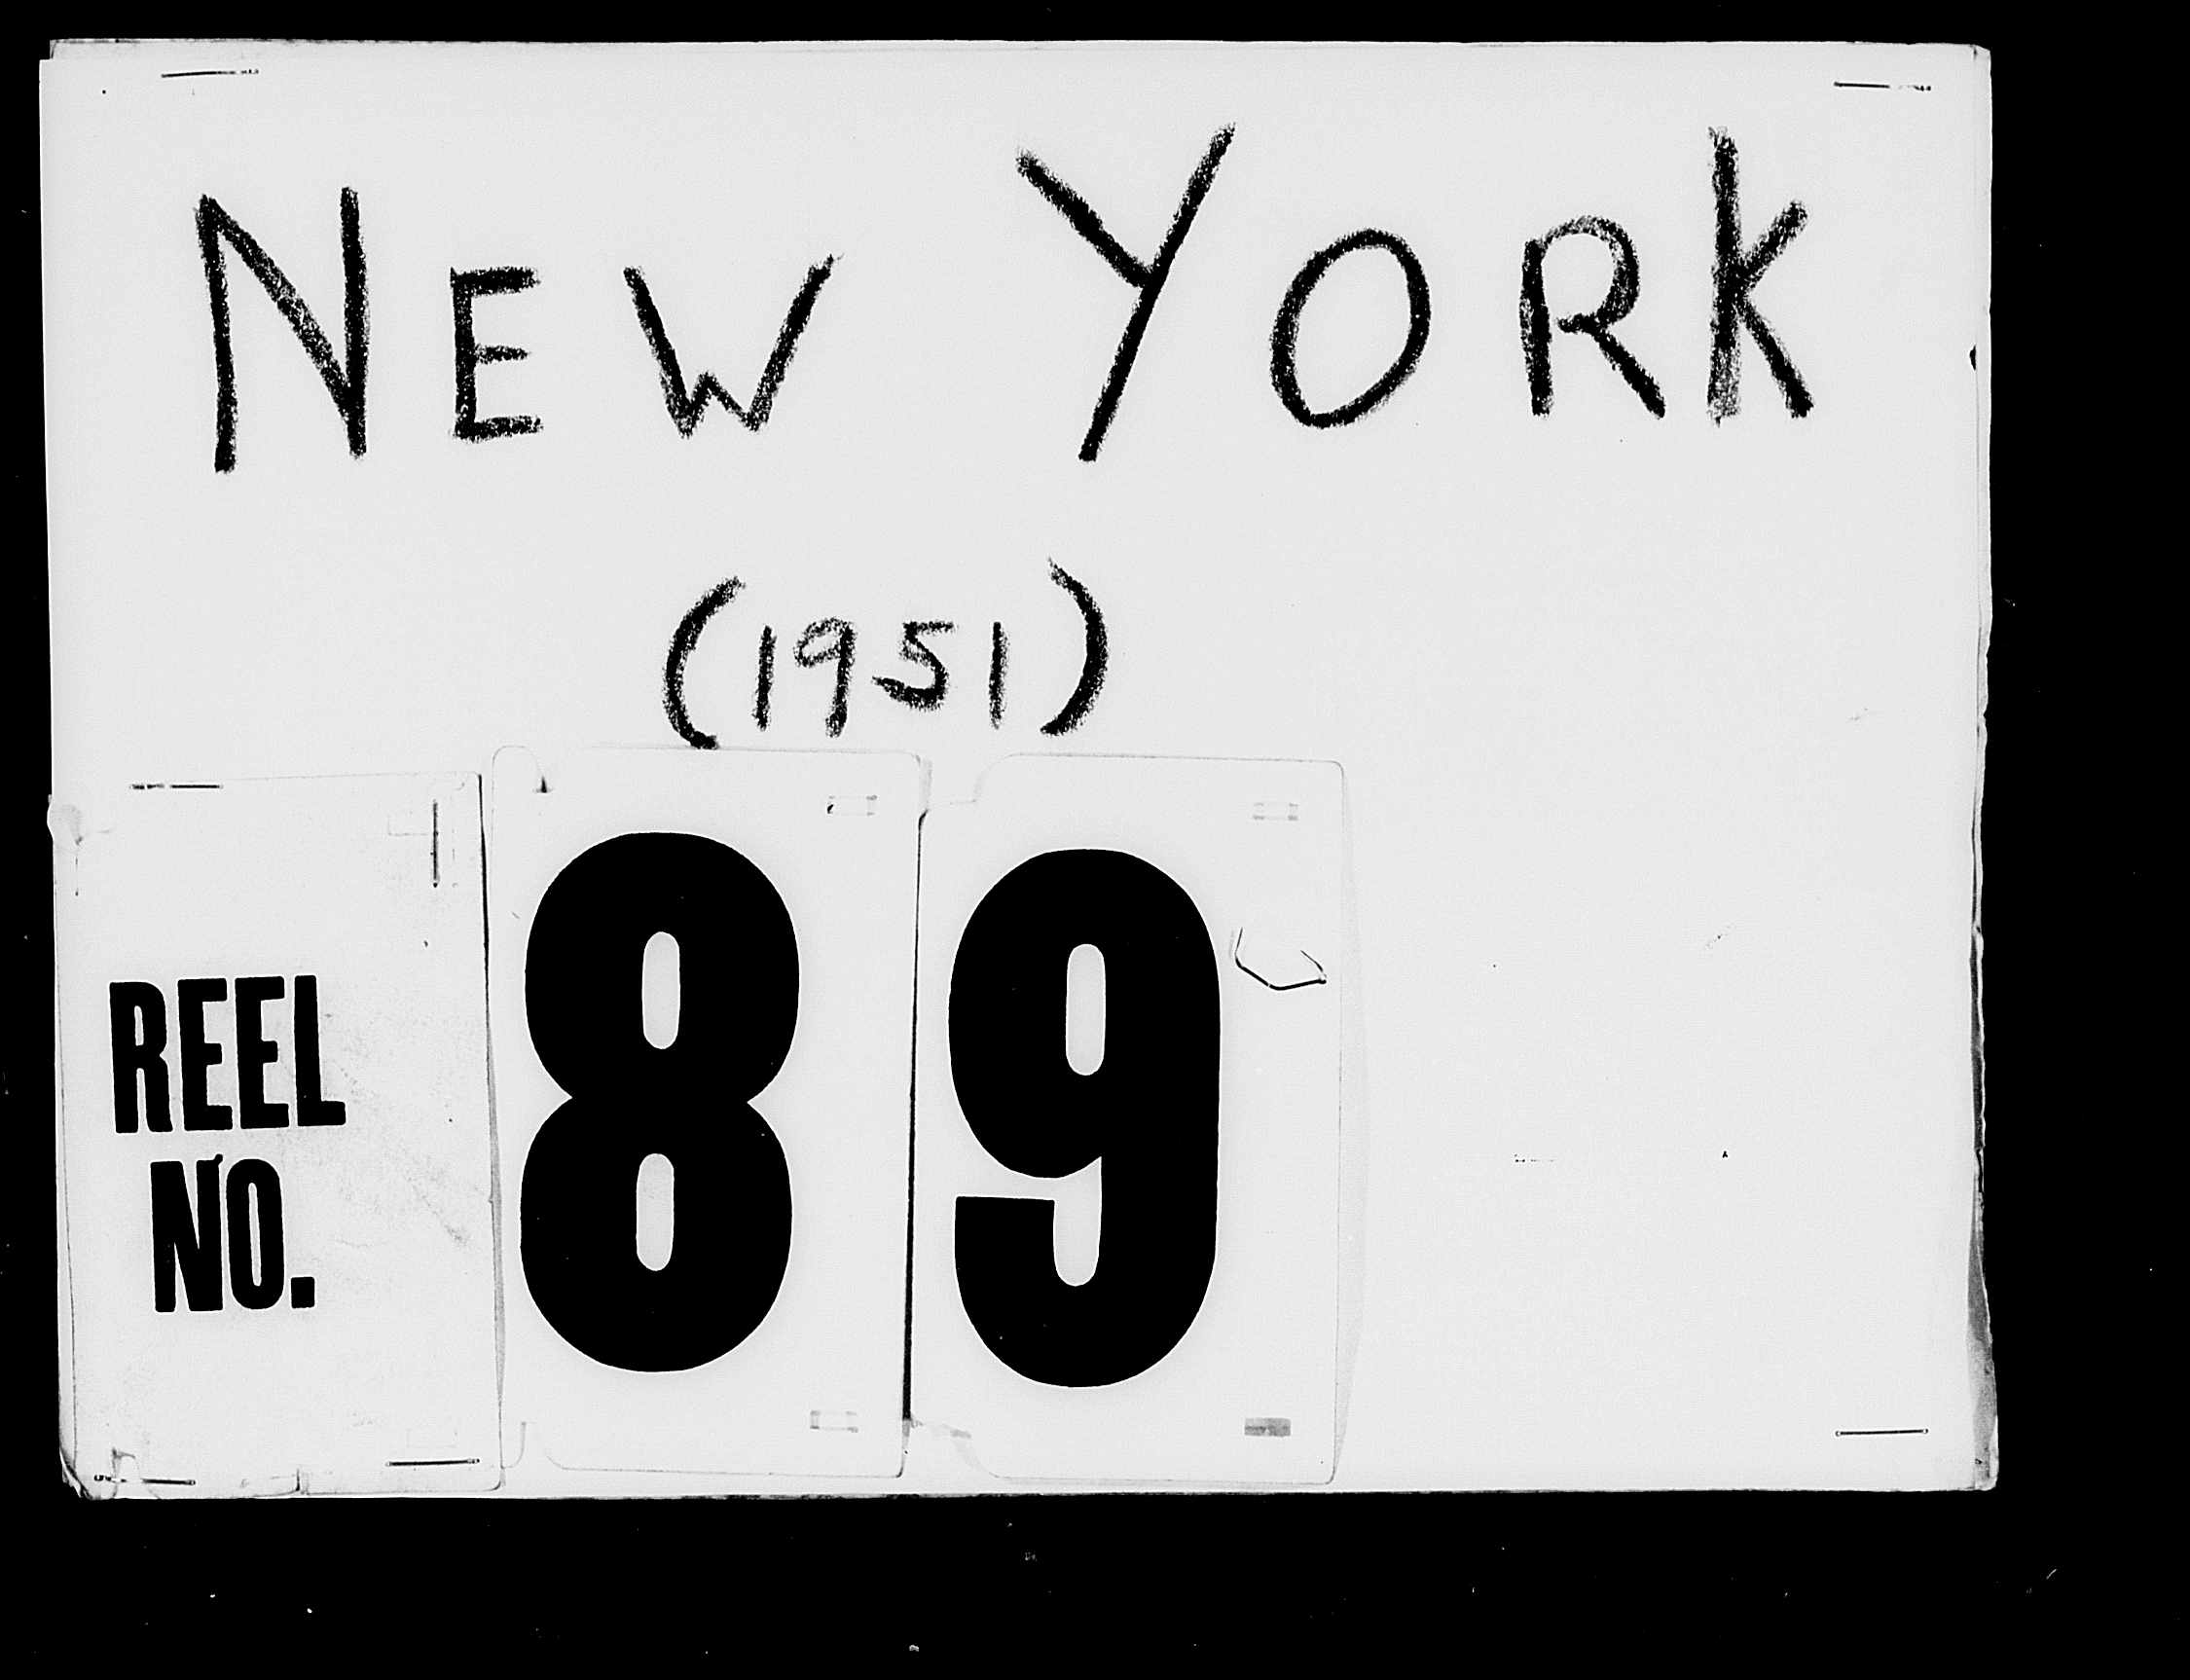 NEW YORK
(1951)
REEL
NO.
89